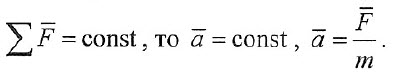 ∑F̅ = const, то a̅ = const, a̅ = F̅/m.